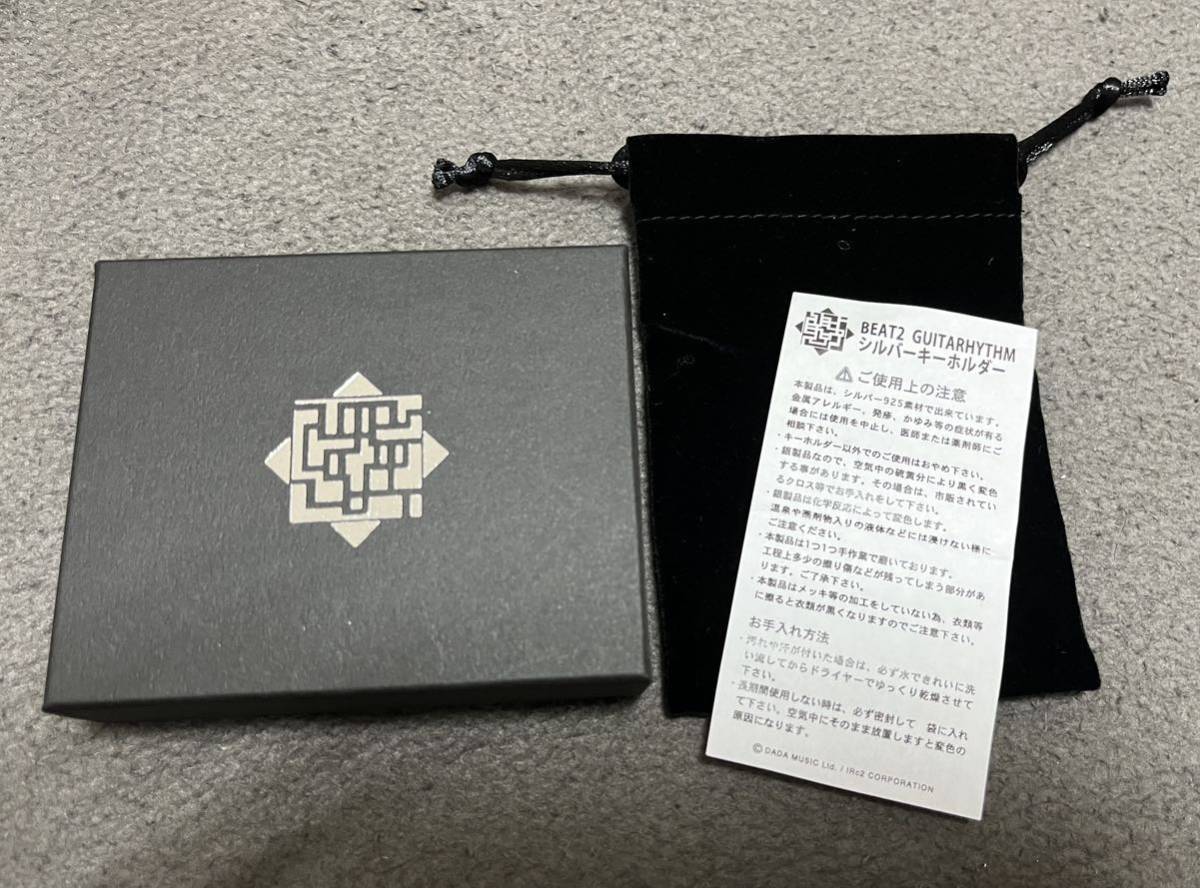 BEAT2 GUITARHYTHM
シルバーキーホルダー
ご使用上の注意
本製品は、シルバー925素材で出来ています。
金属アレルギー、発疹、かゆみ等の症状が有る
場合には使用を中止し、医師または薬剤師にご
相談下さい。
・キーホルダー以外でのご使用はおやめ下さい。
・銀製品なので、空気中の硫黄分により黒く変色
する事があります。その場合は、市販されてい
るクロス等でお手入れをして下さい。
・銀製品は化学反応によって変色します。
温泉や薬剤物入りの液体などには浸けない様に
ご注意ください。
・本製品は1つ1つ手作業で磨いております。
工程上多少の擦り傷などが残ってしまう部分があ
ります。ご了承下さい。
・本製品はメッキ等の加工をしていない為、衣類等
に擦ると衣類が黒くなりますのでご注意下さい。
お手入れ方法
・汚れや汗が付いた場合は、必ず水できれいに洗
い流してからドライヤーでゆっくり乾燥させて
下さい。
・長期間使用しない時は、必ず密封して 袋に入れ
て下さい。空気中にそのまま放置しますと変色の
原因になります。
© DADA MUSIC Ltd. / IRc2 CORPORATION